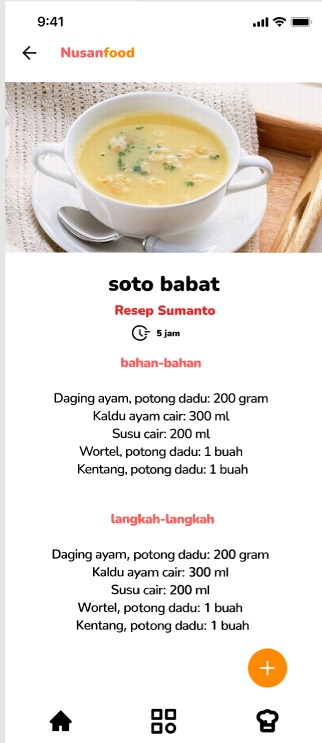 9:41
Nusanfood
soto babat
Resep Sumanto
5 jam
bahan-bahan
Daging ayam, potong dadu: 200 gram
Kaldu ayam cair: 300 ml
Susu cair: 200 ml
Wortel, potong dadu: 1 buah
Kentang, potong dadu: 1 buah
langkah-langkah
Daging ayam, potong dadu: 200 gram
Kaldu ayam cair: 300 ml
Susu cair: 200 ml
Wortel, potong dadu: 1 buah
Kentang, potong dadu: 1 buah